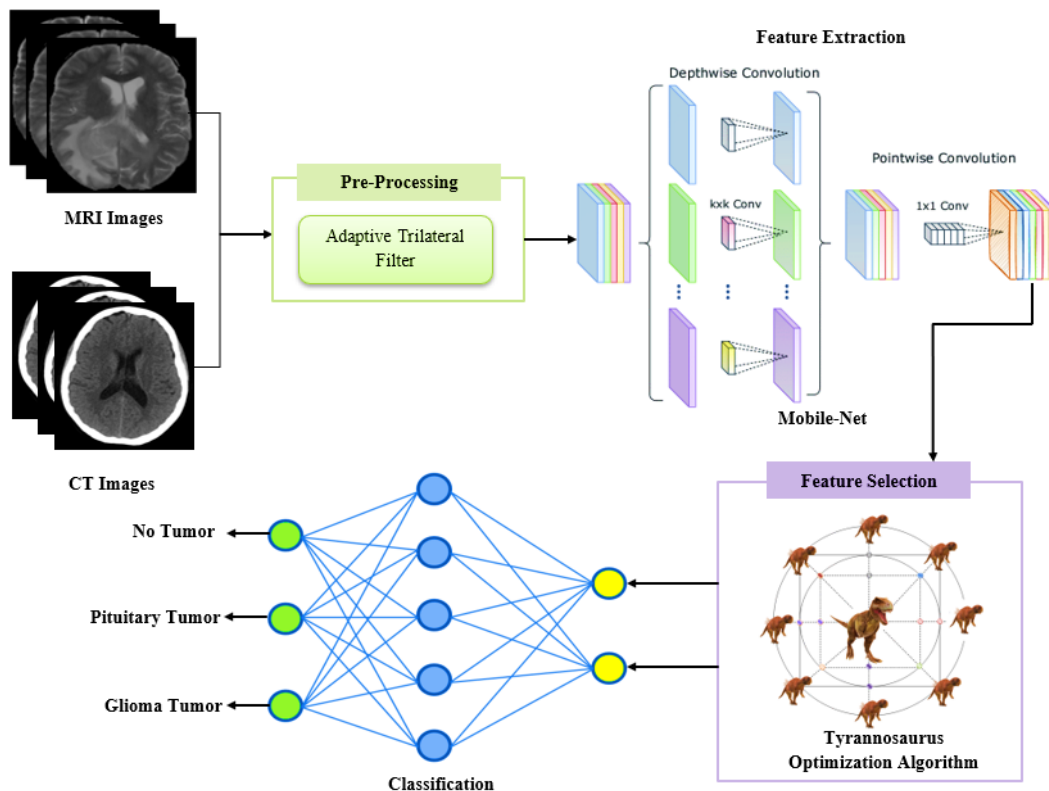 MRI Images
CT Images
Pre-Processing
Adaptive Trilateral
Filter
Feature Extraction
Depthwise Convolution
kxk Conv
Pointwise Convolution
1x1 Conv
Mobile-Net
Feature Selection
Tyrannosaurus
Optimization Algorithm
No Tumor
Pituitary Tumor
Glioma Tumor
Classification